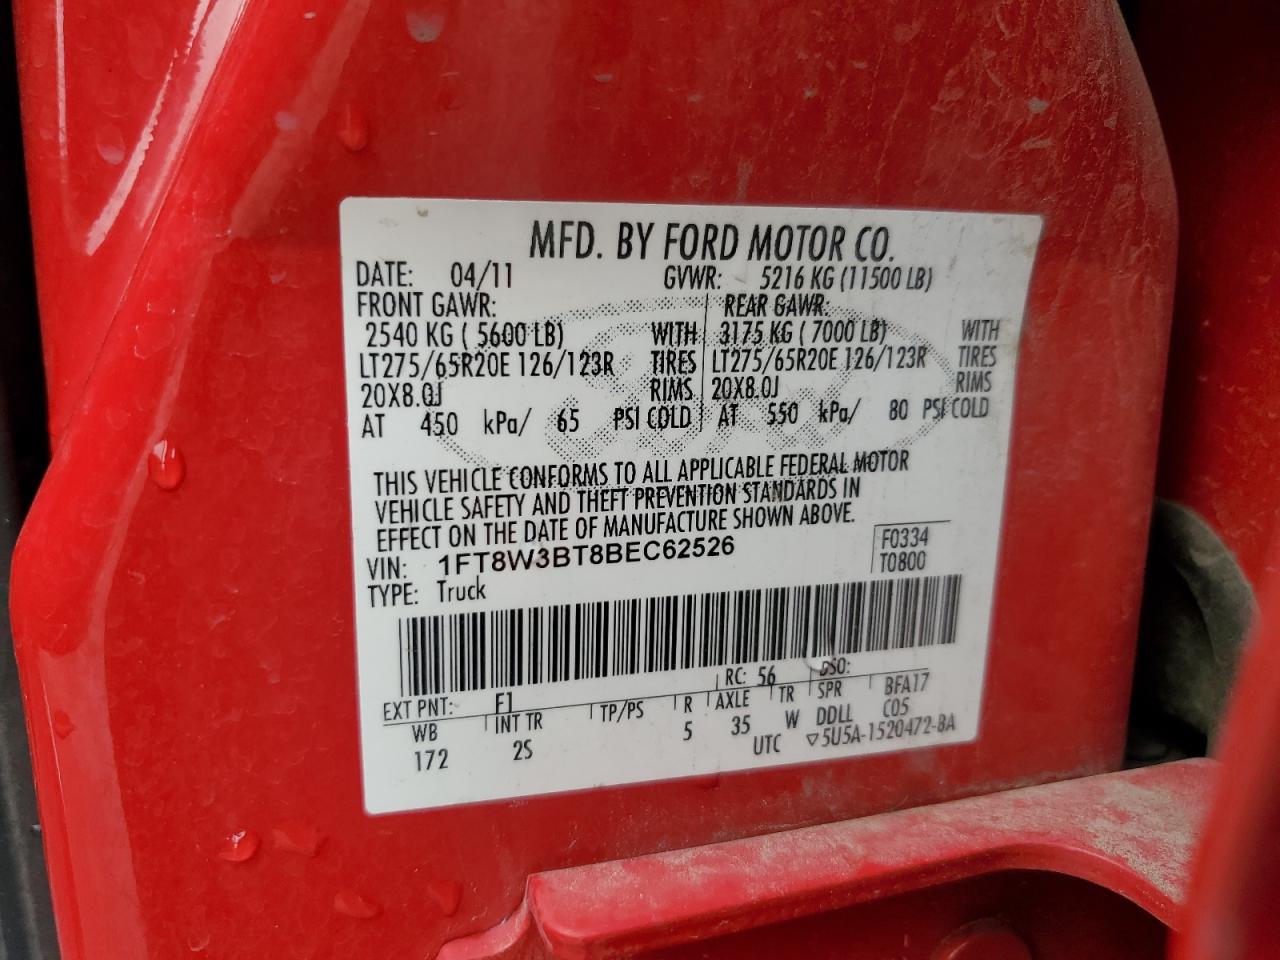 MFD. BY FORD MOTOR CO.
DATE: 04/11 GVWR: 5216 KG (11500 LB)
FRONT GAWR: REAR GAWR:
2540 KG ( 5600 LB) WITH 3175 KG ( 7000 LB) WITH
LT275/65R20E 126/123R TIRES LT275/65R20E 126/123R TIRES
20X8.0J RIMS 20X8.0J RIMS
AT 450 kPa/ 65 PSI COLD AT 550 kPa/ 80 PSI COLD
THIS VEHICLE CONFORMS TO ALL APPLICABLE FEDERAL MOTOR
VEHICLE SAFETY AND THEFT PREVENTION STANDARDS IN
EFFECT ON THE DATE OF MANUFACTURE SHOWN ABOVE.
VIN: 1FT8W3BT8BEC62526 F0334
TYPE: Truck T0800
EXT PNT: F1 RC: 56 DSO:
WB INT TR TP/PS R AXLE TR SPR BFA17
172 2S 5 35 W DDLL C05
UTC ▽5U5A-1520472-BA